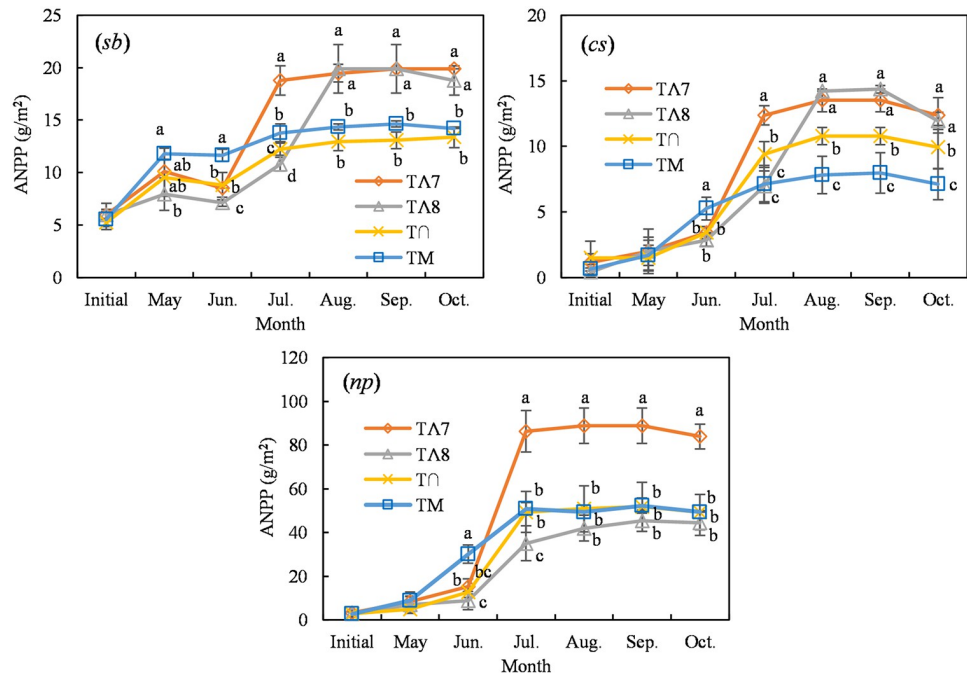 (sb)
ANPP (g/m²)
25
20
15
10
5
0
a
a
a
a
a
a
a
a
a
a
b
b
b
b
ab
ab
b
b
b
c
c
d
b
b
b
TΛ7
TΛ8
T∩
TM
Initial May Jun. Jul. Aug. Sep. Oct.
Month
(cs)
ANPP (g/m²)
20
15
10
5
0
TΛ7
TΛ8
T∩
TM
a
a
a
a
a
a
a
a
b
b
b
b
b
b
b
c
c
c
c
c
Initial May Jun. Jul. Aug. Sep. Oct.
Month
(np)
ANPP (g/m²)
120
100
80
60
40
20
0
TΛ7
TΛ8
T∩
TM
a
a
a
a
a
b
b
b
b
b
b
b
b
b
b
b
b
bc
c
c
Initial May Jun. Jul. Aug. Sep. Oct.
Month